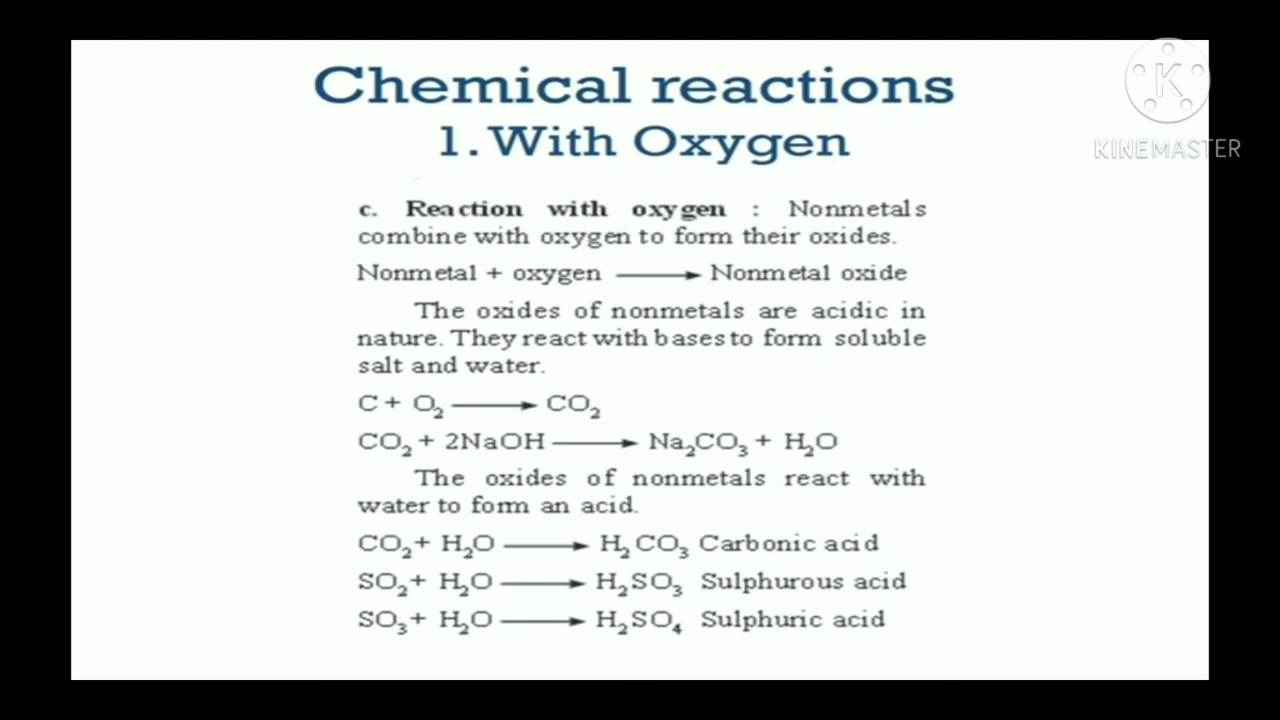 Chemical reactions
1. With Oxygen
K
KINEMASTER
c. Reaction with oxygen : Nonmetals
combine with oxygen to form their oxides.
Nonmetal + oxygen ⟶ Nonmetal oxide
The oxides of nonmetals are acidic in
nature. They react with bases to form soluble
salt and water.
C + O₂ ⟶ CO₂
CO₂ + 2NaOH ⟶ Na₂CO₃ + H₂O
The oxides of nonmetals react with
water to form an acid.
CO₂ + H₂O ⟶ H₂CO₃ Carbonic acid
SO₂ + H₂O ⟶ H₂SO₃ Sulphurous acid
SO₃ + H₂O ⟶ H₂SO₄ Sulphuric acid